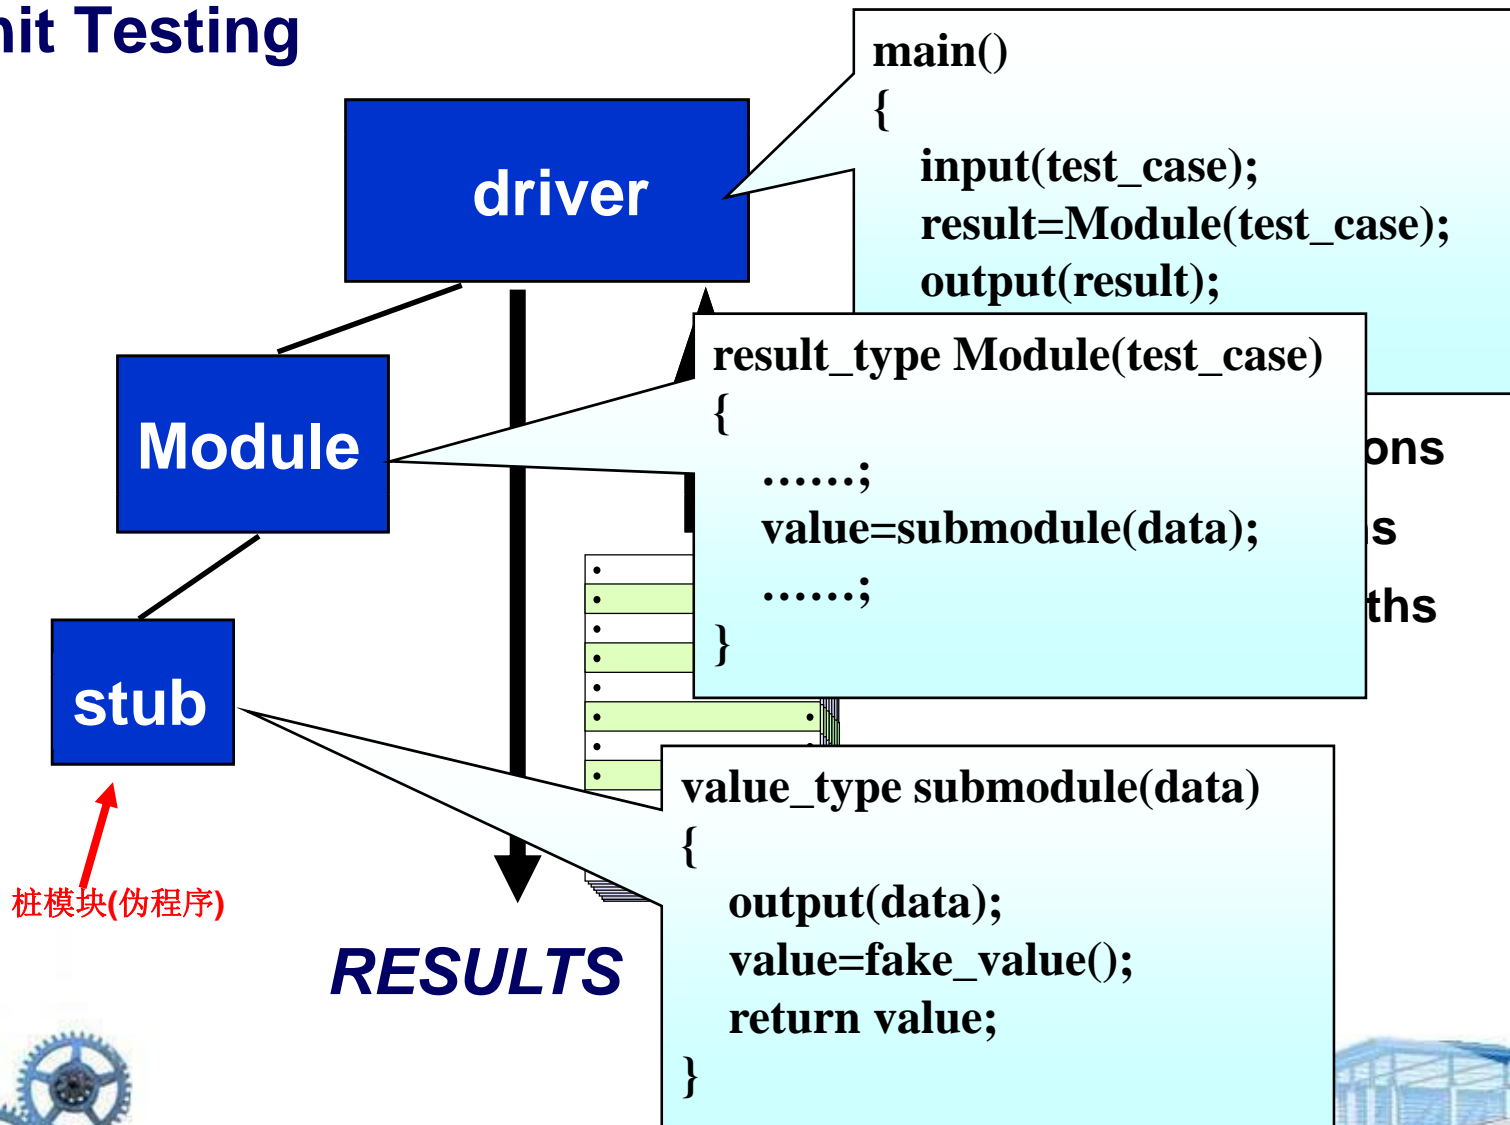 nit Testing
driver
main()
{
input(test_case);
result=Module(test_case);
output(result);
Module
result_type Module(test_case)
{
……;
value=submodule(data);
……;
}
ons
ths
stub
桩模块(伪程序)
RESULTS
value_type submodule(data)
{
output(data);
value=fake_value();
return value;
}